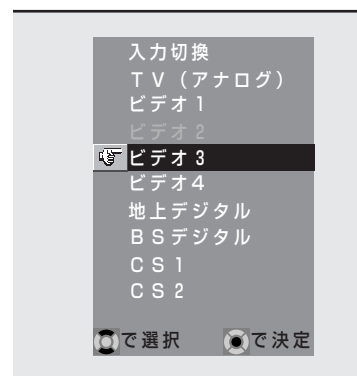 入力切換
ＴＶ（アナログ）
ビデオ１
ビデオ２
ビデオ３
ビデオ４
地上デジタル
ＢＳデジタル
ＣＳ１
ＣＳ２
で選択　で決定